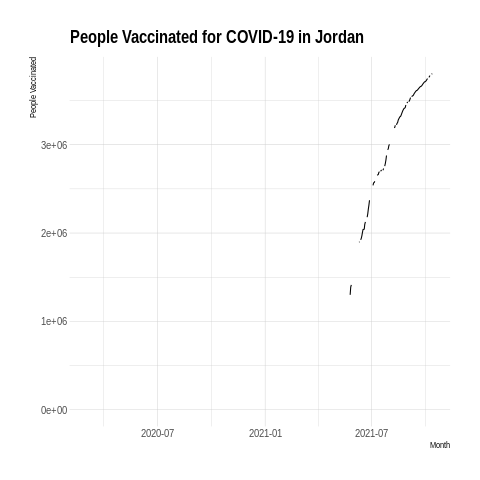 People Vaccinated for COVID-19 in Jordan
People Vaccinated
3e+06
2e+06
1e+06
0e+00
2020-07 2021-01 2021-07
Month